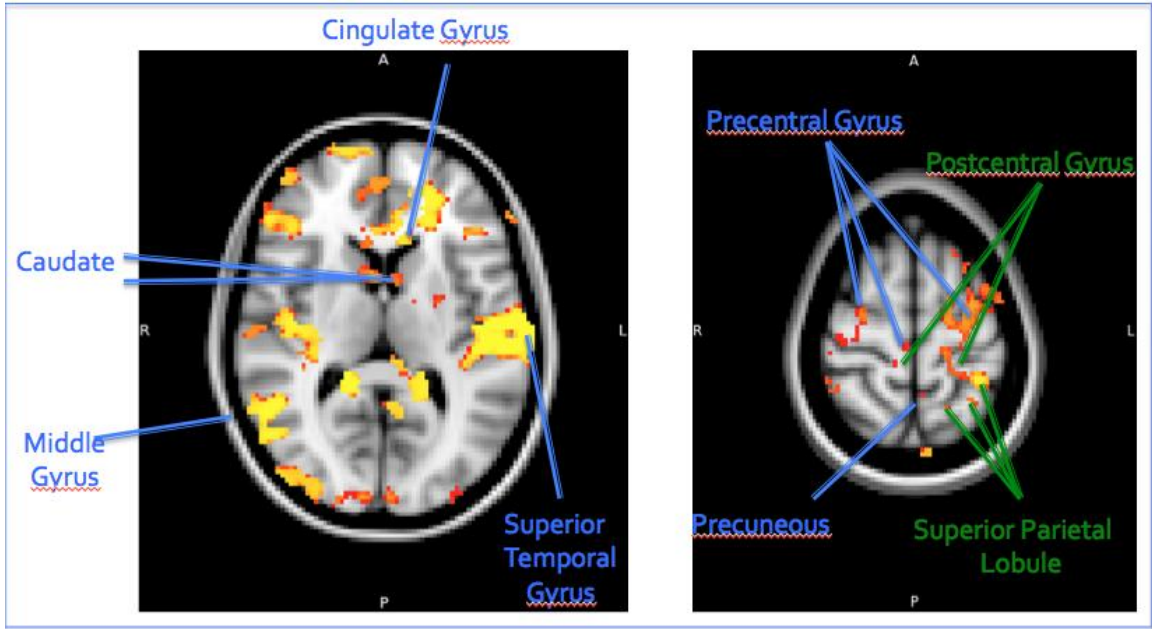 Cingulate Gyrus
A
Caudate
R
L
Middle
Gyrus
Superior
Temporal
Gyrus
P
A
Precentral Gyrus
Postcentral Gyrus
R
L
Precuneous
Superior Parietal
Lobule
P